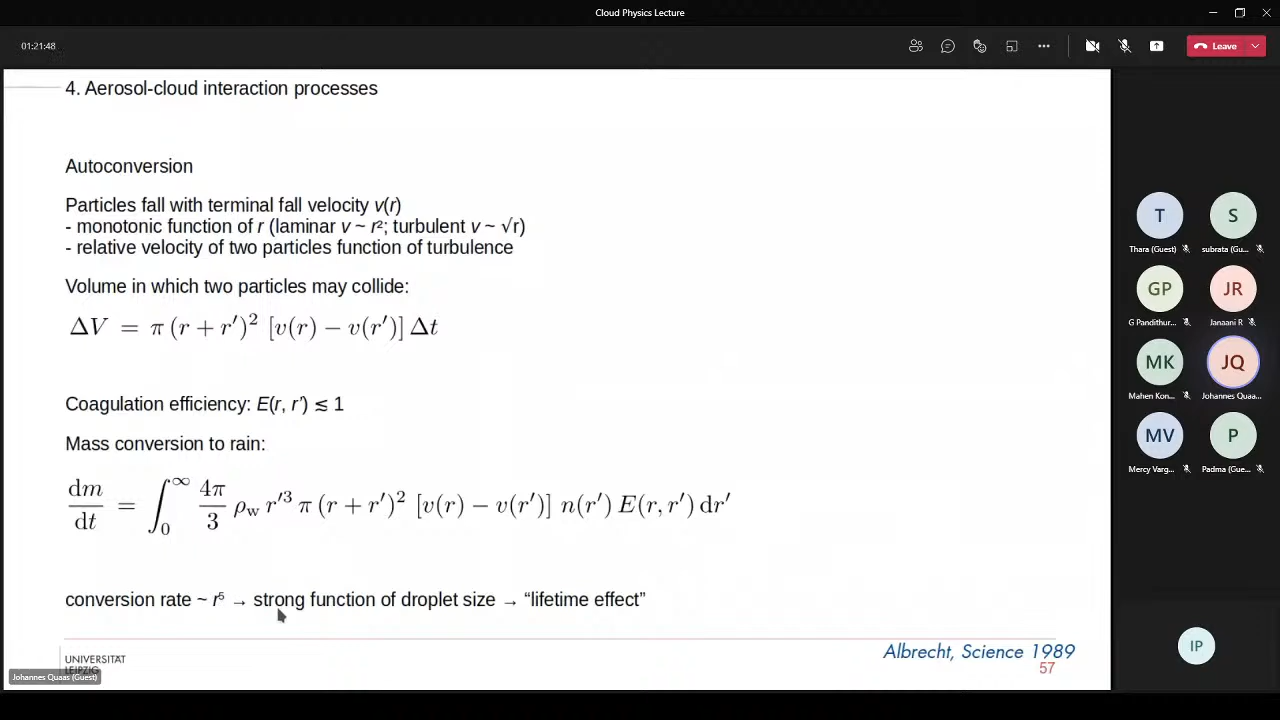 Cloud Physics Lecture
01:21:48
Leave
4. Aerosol-cloud interaction processes
Autoconversion
Particles fall with terminal fall velocity v(r)
- monotonic function of r (laminar v ~ r²; turbulent v ~ √r)
- relative velocity of two particles function of turbulence
Volume in which two particles may collide:
ΔV = π (r + r′)² [v(r) − v(r′)] Δt
Coagulation efficiency: E(r, r’) ≲ 1
Mass conversion to rain:
dm/dt = ∫₀^∞ 4π/3 ρw r′³ π (r + r′)² [v(r) − v(r′)] n(r′) E(r, r′) dr′
conversion rate ~ r⁵ → strong function of droplet size → “lifetime effect”
UNIVERSITÄT
LEIPZIG
Albrecht, Science 1989
57
Johannes Quaas (Guest)
T
S
Thara (Guest)
subrata (Gu...
GP
JR
G Pandithur...
Janaani R
MK
JQ
Mahen Kon...
Johannes Quaa...
MV
P
Mercy Varg...
Padma (Gue...
IP